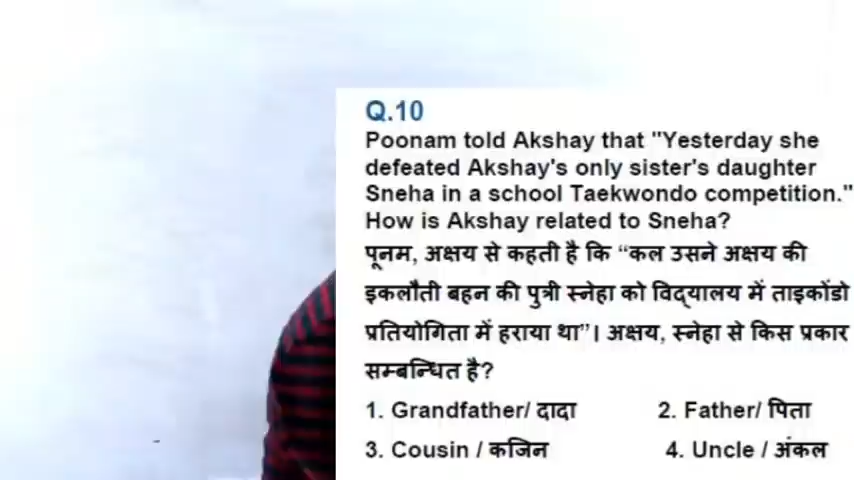 Q.10
Poonam told Akshay that "Yesterday she
defeated Akshay's only sister's daughter
Sneha in a school Taekwondo competition."
How is Akshay related to Sneha?
पूनम, अक्षय से कहती है कि “कल उसने अक्षय की
इकलौती बहन की पुत्री स्नेहा को विद्यालय में ताइकोंडो
प्रतियोगिता में हराया था”। अक्षय, स्नेहा से किस प्रकार
सम्बन्धित है?
1. Grandfather/ दादा 2. Father/ पिता
3. Cousin / कजिन 4. Uncle / अंकल